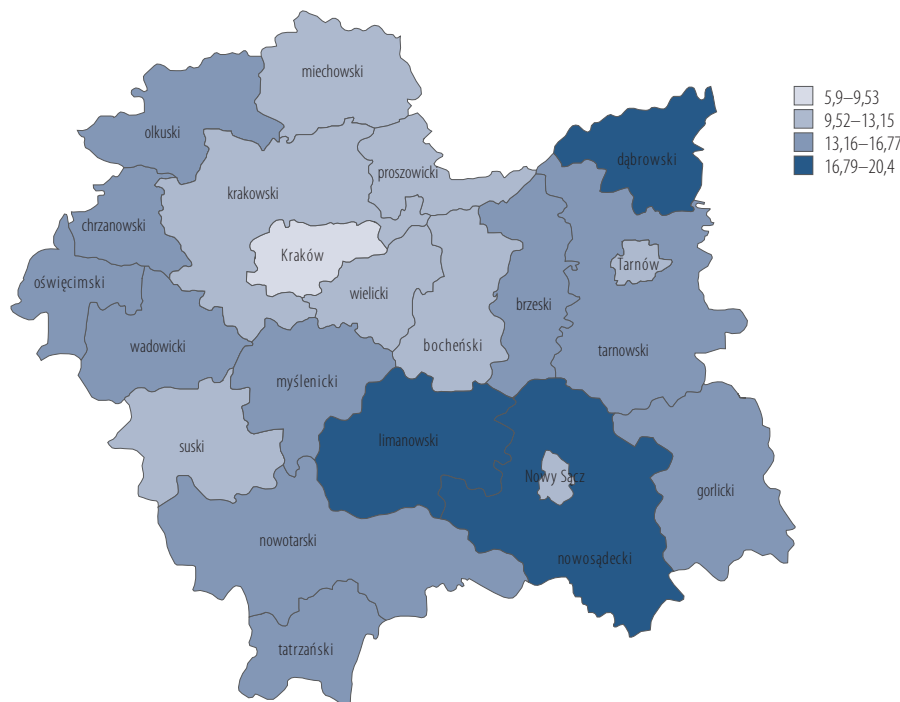 miechowski
5,9–9,53
9,52–13,15
13,16–16,77
16,79–20,4
olkuski
dąbrowski
proszowicki
krakowski
chrzanowski
Kraków
Tarnów
oświęcimski
wielicki
brzeski
wadowicki
bocheński
tarnowski
myślenicki
limanowski
suski
Nowy Sącz
gorlicki
nowotarski
nowosądecki
tatrzański